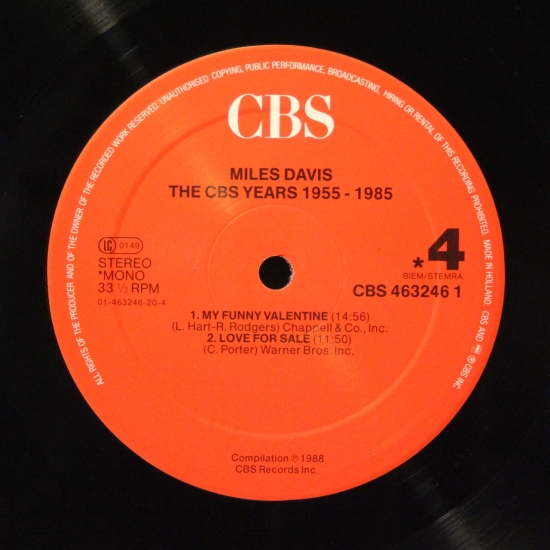 ALL RIGHTS OF THE PRODUCER AND OF THE OWNER OF THE RECORDED WORK RESERVED. UNAUTHORISED COPYING, PUBLIC PERFORMANCE, BROADCASTING, HIRING OR RENTAL OF THIS RECORDING PROHIBITED. MADE IN HOLLAND. CBS AND ℗ CBS INC.
CBS
MILES DAVIS
THE CBS YEARS 1955 - 1985
LC 0149
STEREO
*MONO
33 ⅓ RPM
01-463246-20-4
*4
BIEM/STEMRA
CBS 463246 1
1. MY FUNNY VALENTINE (14:56)
(L. Hart-R. Rodgers) Chappell & Co., Inc.
2. LOVE FOR SALE (11:50)
(C. Porter) Warner Bros. Inc.
Compilation ℗ 1988
CBS Records Inc.